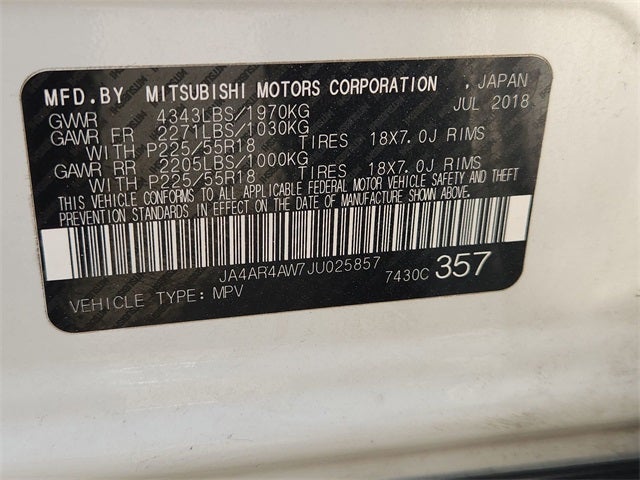 MFD.BY MITSUBISHI MOTORS CORPORATION , JAPAN
JUL 2018
GVWR 4343LBS/1970KG
GAWR FR 2271LBS/1030KG
WITH P225/55R18 TIRES 18X7.0J RIMS
GAWR RR 2205LBS/1000KG
WITH P225/55R18 TIRES 18X7.0J RIMS
THIS VEHICLE CONFORMS TO ALL APPLICABLE FEDERAL MOTOR VEHICLE SAFETY AND THEFT
PREVENTION STANDARDS IN EFFECT ON THE DATE OF MANUFACTURE SHOWN ABOVE.
JA4AR4AW7JU025857 7430C 357
VEHICLE TYPE: MPV